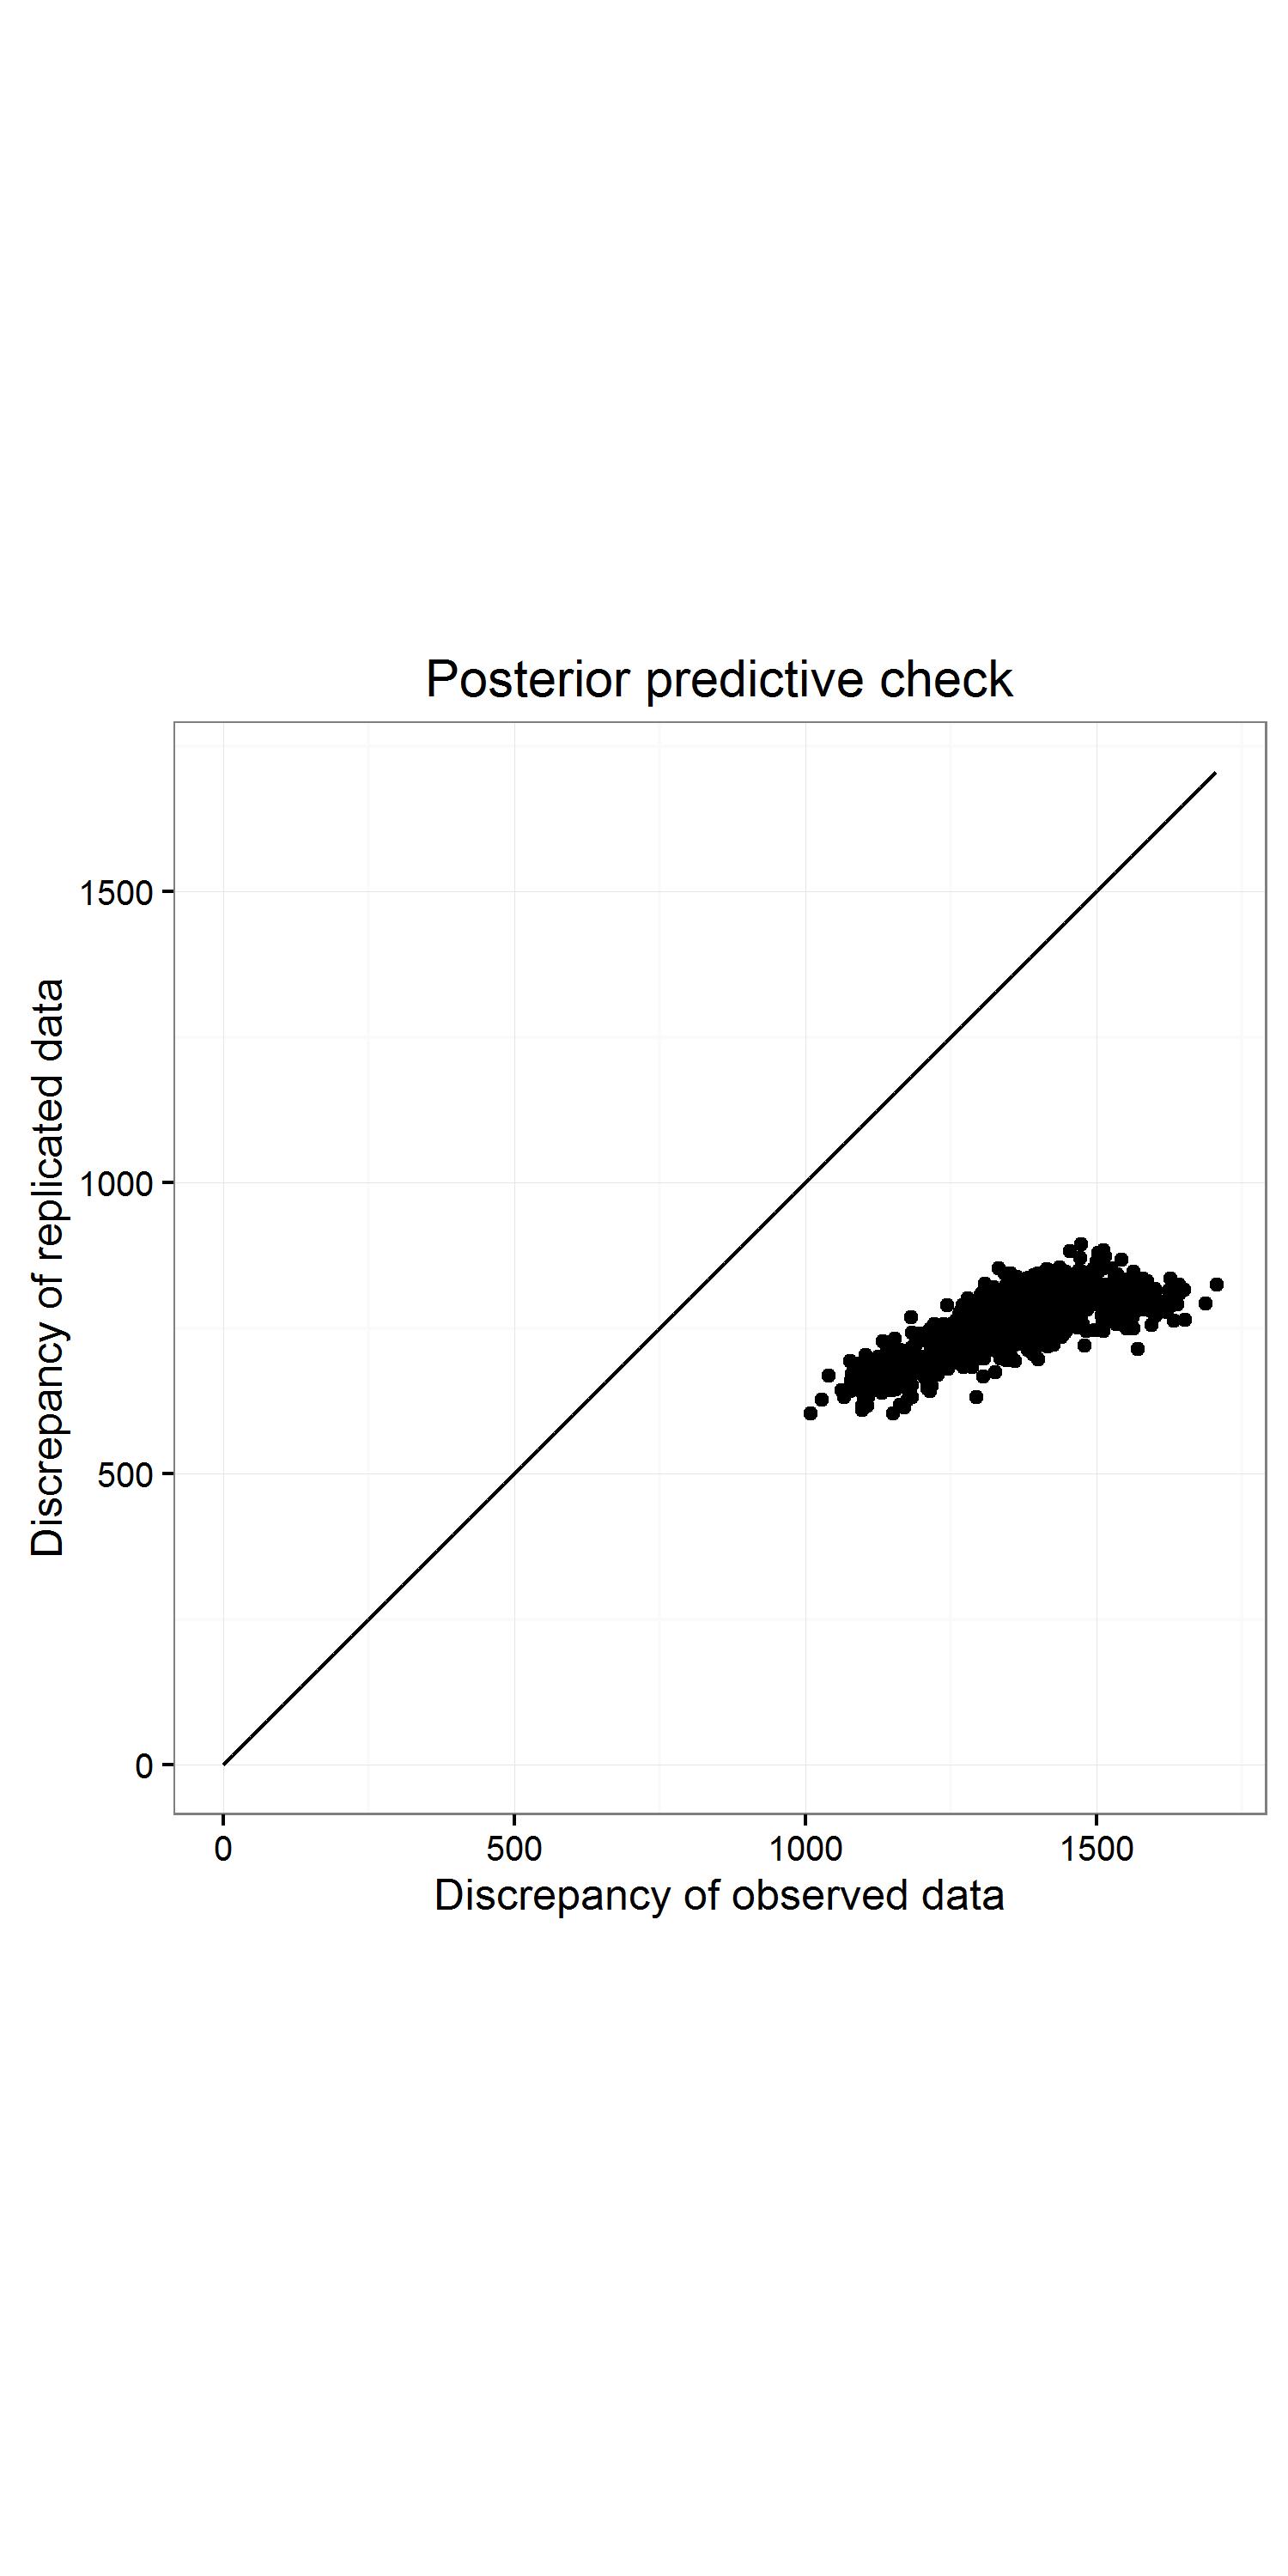 Posterior predictive check
Discrepancy of replicated data
1500
1000
500
0
0 500 1000 1500
Discrepancy of observed data